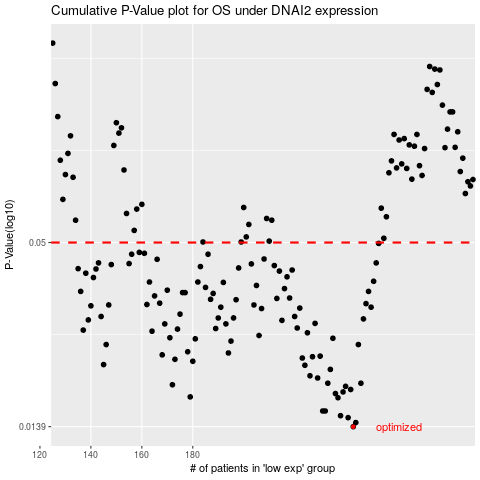 Cumulative P-Value plot for OS under DNAI2 expression
P-Value(log10)
0.05
0.0139
optimized
120 140 160 180
# of patients in 'low exp' group